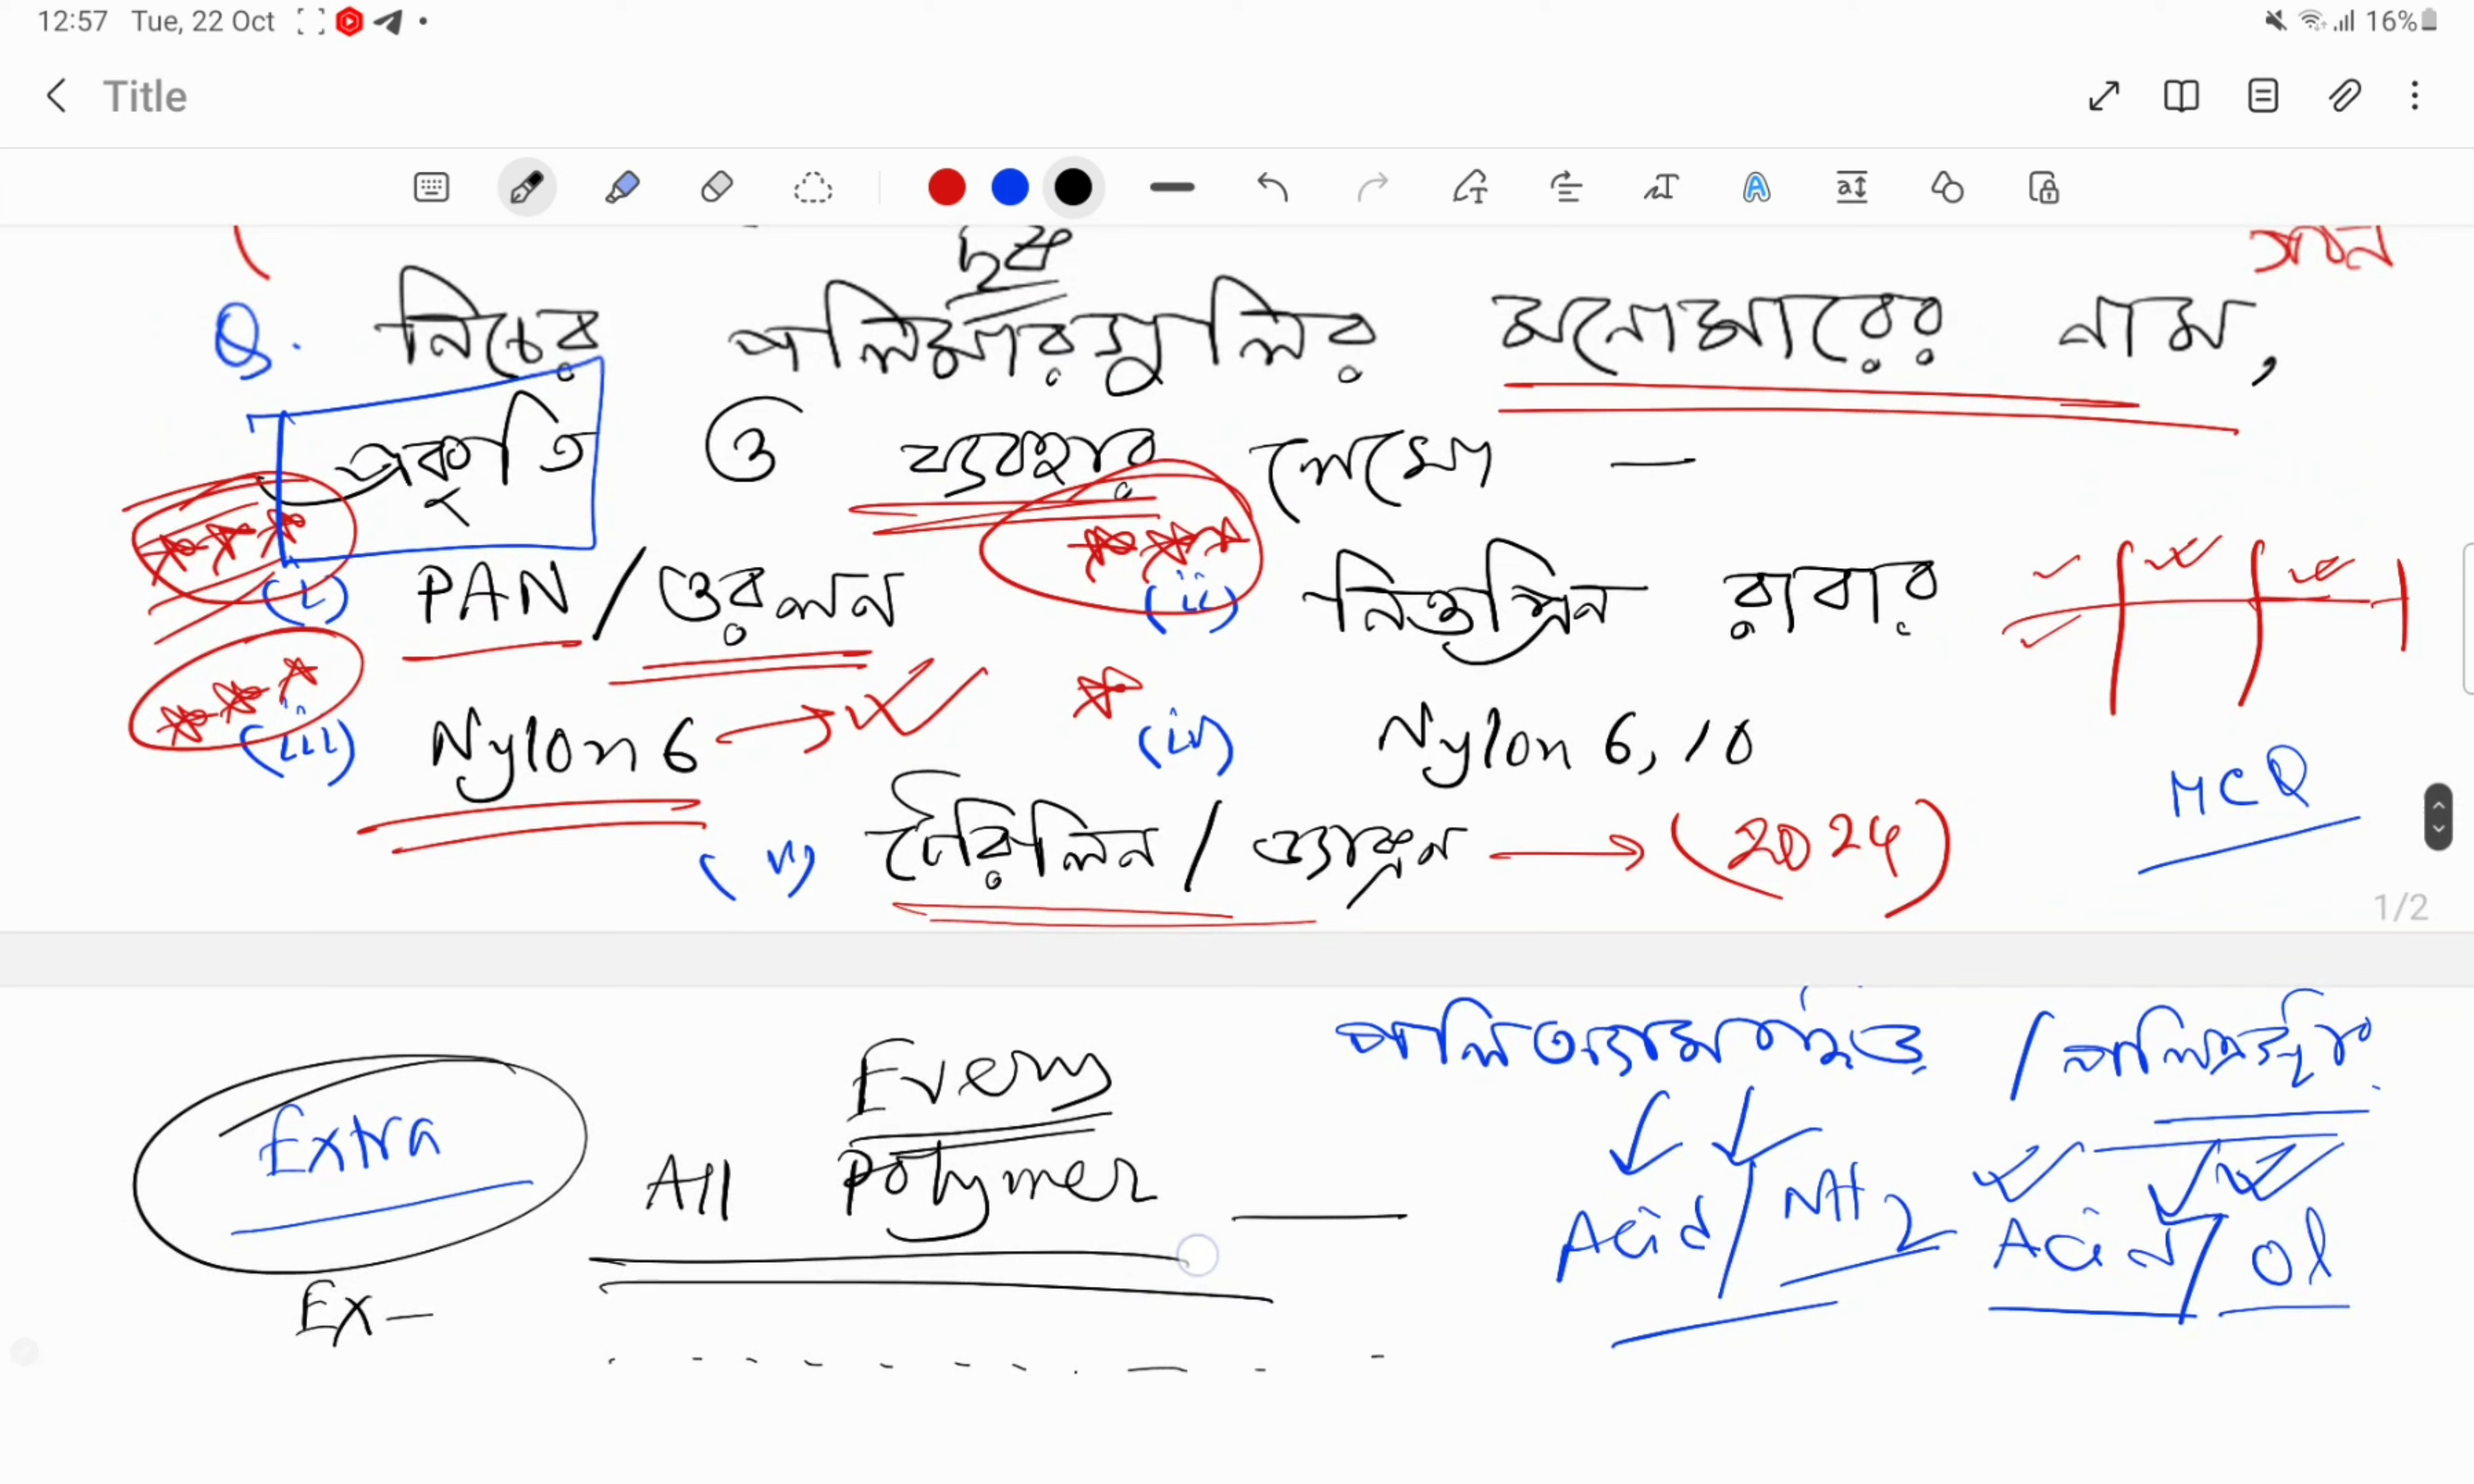 12:57 Tue, 22 Oct
16%
Title
Q. নিচের পলিমারগুলির মনোমারের নাম,
প্রকৃতি ও ব্যবহার লেখো —
(i) PAN / ওরলন (ii) নিওপ্রিন রাবার
(iii) Nylon 6 (iv) Nylon 6, 10
MCQ
(v) টেরিলিন / ড্যাক্রন → (2024)
1/2
পলিঅ্যামাইড / পলিএস্টার
Extra
Every
All Polymer
Acid / NH2 Acid / Ol
Ex —